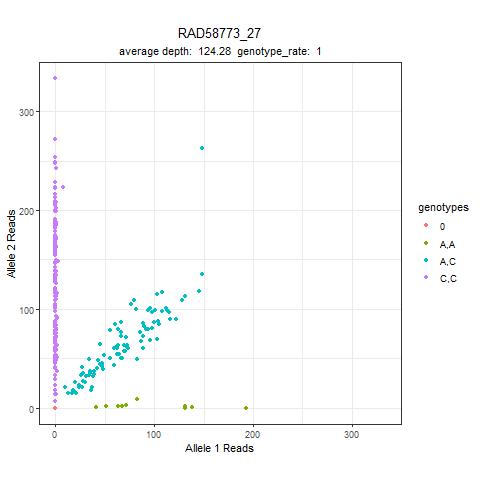 RAD58773_27
average depth:  124.28  genotype_rate:  1
300
200
100
0
Allele 2 Reads
0 100 200 300
Allele 1 Reads
genotypes
0
A,A
A,C
C,C